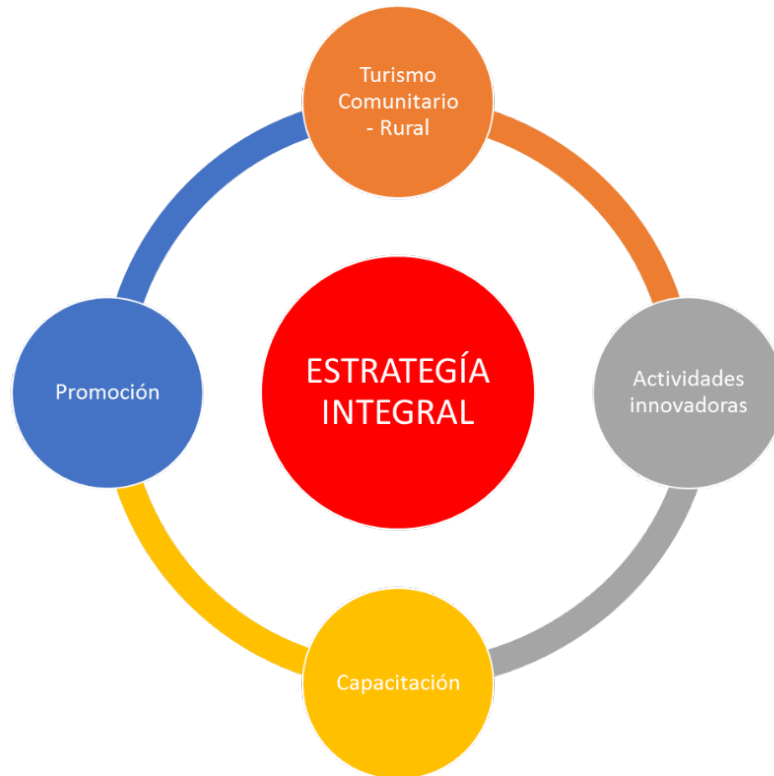 Turismo
Comunitario
- Rural
Promoción
ESTRATEGÍA
INTEGRAL
Actividades
innovadoras
Capacitación